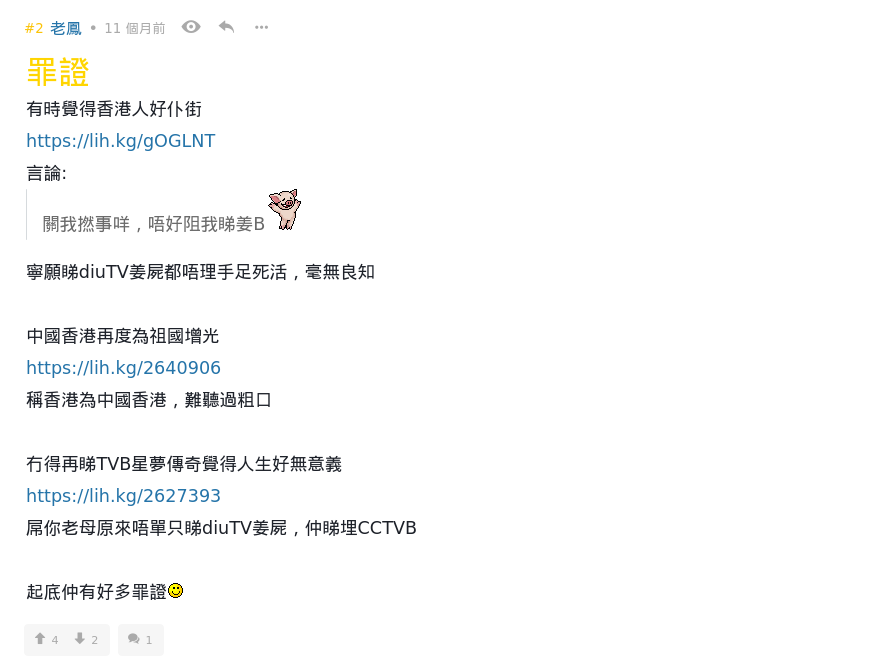 #2 老鳳 • 11 個月前
罪證
有時覺得香港人好仆街
https://lih.kg/gOGLNT
言論:
關我撚事咩，唔好阻我睇姜B
寧願睇diuTV姜屍都唔理手足死活，毫無良知
中國香港再度為祖國增光
https://lih.kg/2640906
稱香港為中國香港，難聽過粗口
冇得再睇TVB星夢傳奇覺得人生好無意義
https://lih.kg/2627393
屌你老母原來唔單只睇diuTV姜屍，仲睇埋CCTVB
起底仲有好多罪證
4 2 1